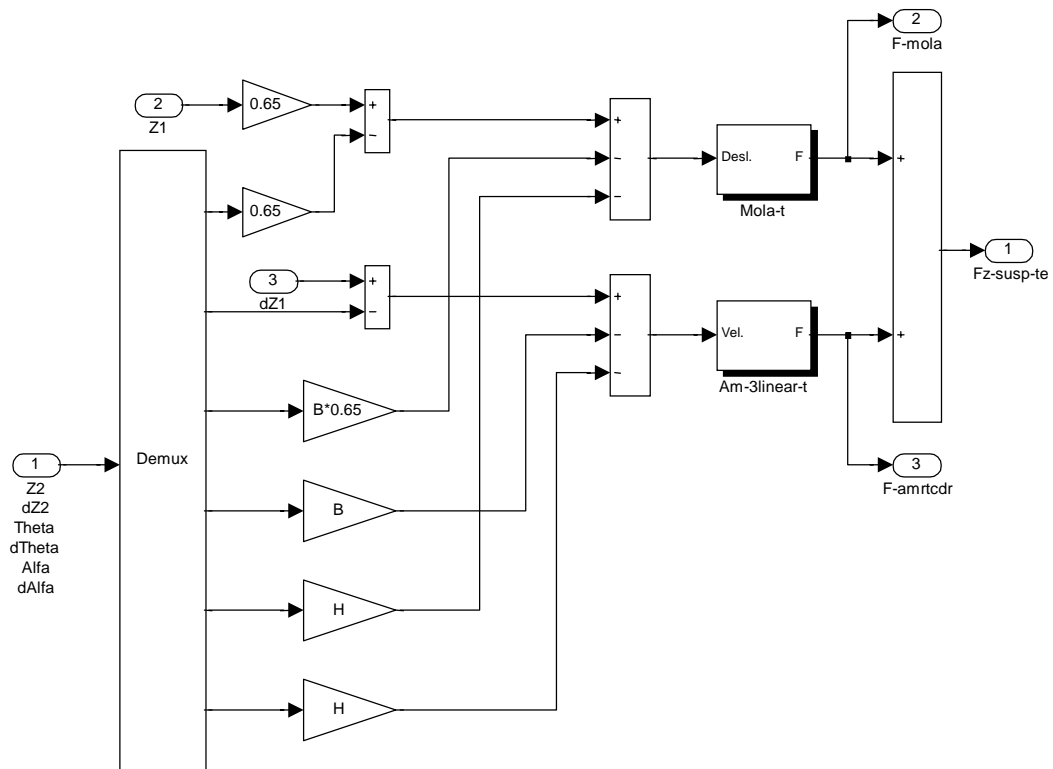 2
F-mola
2
Z1
0.65
+
−
0.65
+
−
−
Desl.
F
Mola-t
+
+
1
Fz-susp-te
3
dZ1
+
−
+
−
−
Vel.
F
Am-3linear-t
B*0.65
Demux
1
Z2
dZ2
Theta
dTheta
Alfa
dAlfa
B
H
H
3
F-amrtcdr